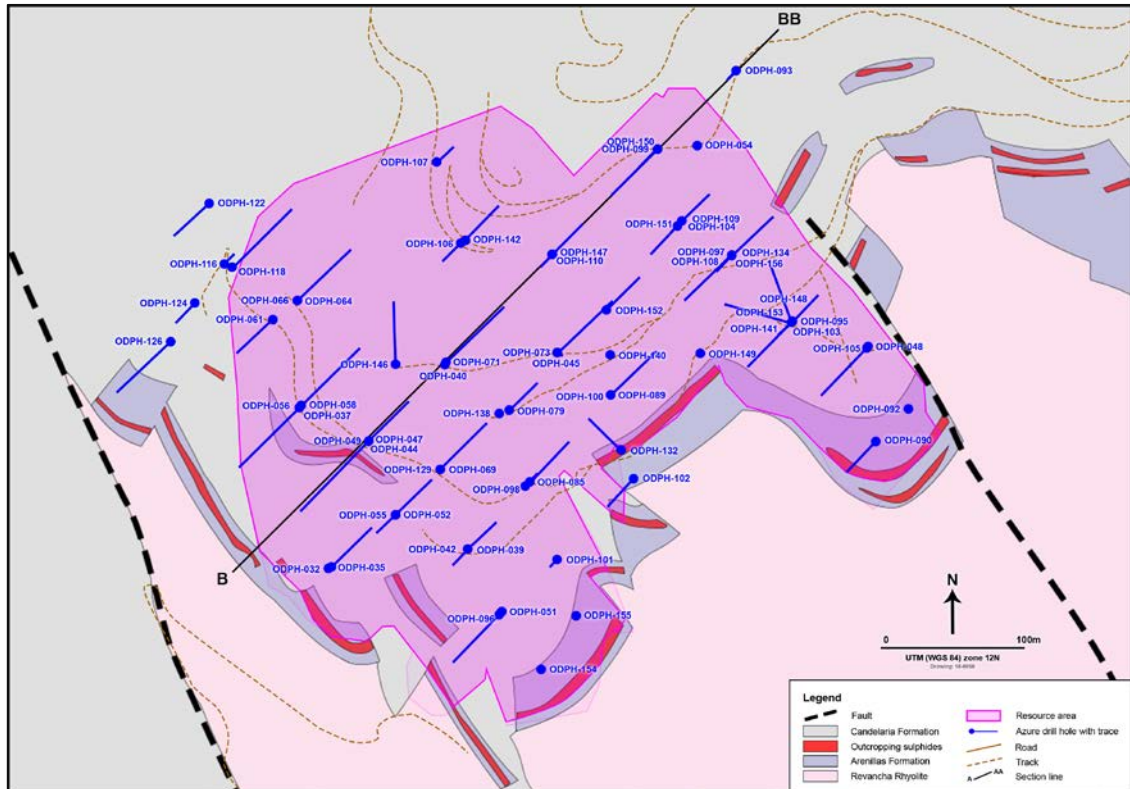 BB
ODPH-093
ODPH-150
ODPH-099
ODPH-054
ODPH-107
ODPH-122
ODPH-151
ODPH-109
ODPH-104
ODPH-106
ODPH-142
ODPH-147
ODPH-110
ODPH-097
ODPH-108
ODPH-134
ODPH-156
ODPH-116
ODPH-118
ODPH-124
ODPH-066
ODPH-064
ODPH-061
ODPH-152
ODPH-148
ODPH-153
ODPH-141
ODPH-095
ODPH-103
ODPH-126
ODPH-146
ODPH-071
ODPH-040
ODPH-073
ODPH-045
ODPH-140
ODPH-149
ODPH-105
ODPH-048
ODPH-056
ODPH-058
ODPH-037
ODPH-138
ODPH-079
ODPH-100
ODPH-089
ODPH-092
ODPH-049
ODPH-047
ODPH-044
ODPH-132
ODPH-090
ODPH-129
ODPH-069
ODPH-098
ODPH-085
ODPH-102
ODPH-055
ODPH-052
ODPH-042
ODPH-039
ODPH-101
B
ODPH-032
ODPH-035
ODPH-096
ODPH-051
ODPH-155
ODPH-154
N
0 100m
UTM (WGS 84) zone 12N
Legend
Fault
Candelaria Formation
Outcropping sulphides
Arenillas Formation
Revancha Rhyolite
Resource area
Azure drill hole with trace
Road
Track
A AA Section line